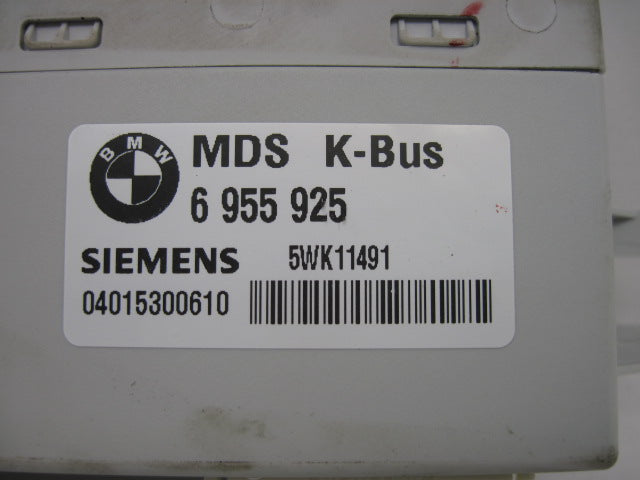 BMW
MDS K-Bus
6 955 925
SIEMENS 5WK11491
04015300610